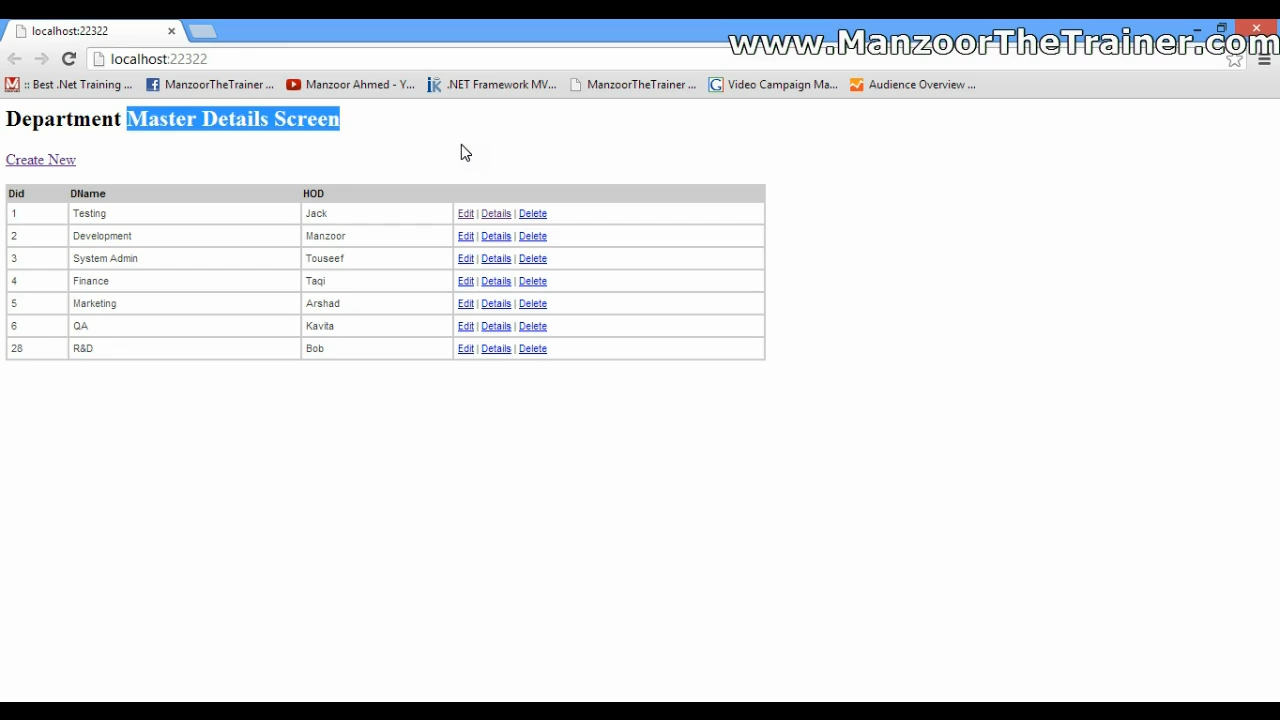 localhost:22322
www.ManzoorTheTrainer.com
localhost:22322
:: Best .Net Training ... ManzoorTheTrainer ... Manzoor Ahmed - Y... .NET Framework MV... ManzoorTheTrainer ... Video Campaign Ma... Audience Overview ...
Department Master Details Screen
Create New
Did DName HOD
1 Testing Jack Edit | Details | Delete
2 Development Manzoor Edit | Details | Delete
3 System Admin Touseef Edit | Details | Delete
4 Finance Taqi Edit | Details | Delete
5 Marketing Arshad Edit | Details | Delete
6 QA Kavita Edit | Details | Delete
28 R&D Bob Edit | Details | Delete